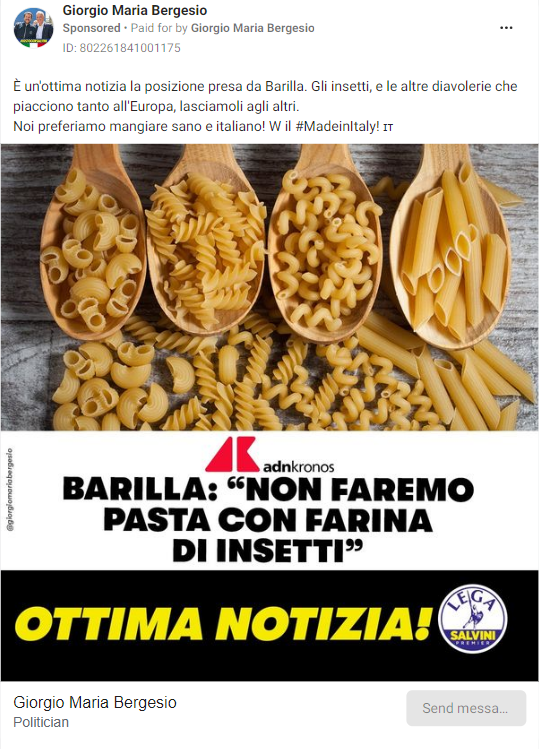 Giorgio Maria Bergesio
Sponsored • Paid for by Giorgio Maria Bergesio
ID: 802261841001175
È un'ottima notizia la posizione presa da Barilla. Gli insetti, e le altre diavolerie che
piacciono tanto all'Europa, lasciamoli agli altri.
Noi preferiamo mangiare sano e italiano! W il #MadeinItaly! IT
@giorgiomariabergesio
adnkronos
BARILLA: “NON FAREMO
PASTA CON FARINA
DI INSETTI”
OTTIMA NOTIZIA!
LEGA
SALVINI
PREMIER
Giorgio Maria Bergesio
Politician
Send messa...